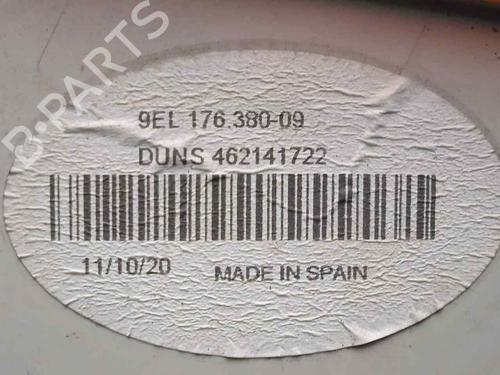 B-PARTS
9EL 176.380-09
DUNS 462141722
11/10/20 MADE IN SPAIN